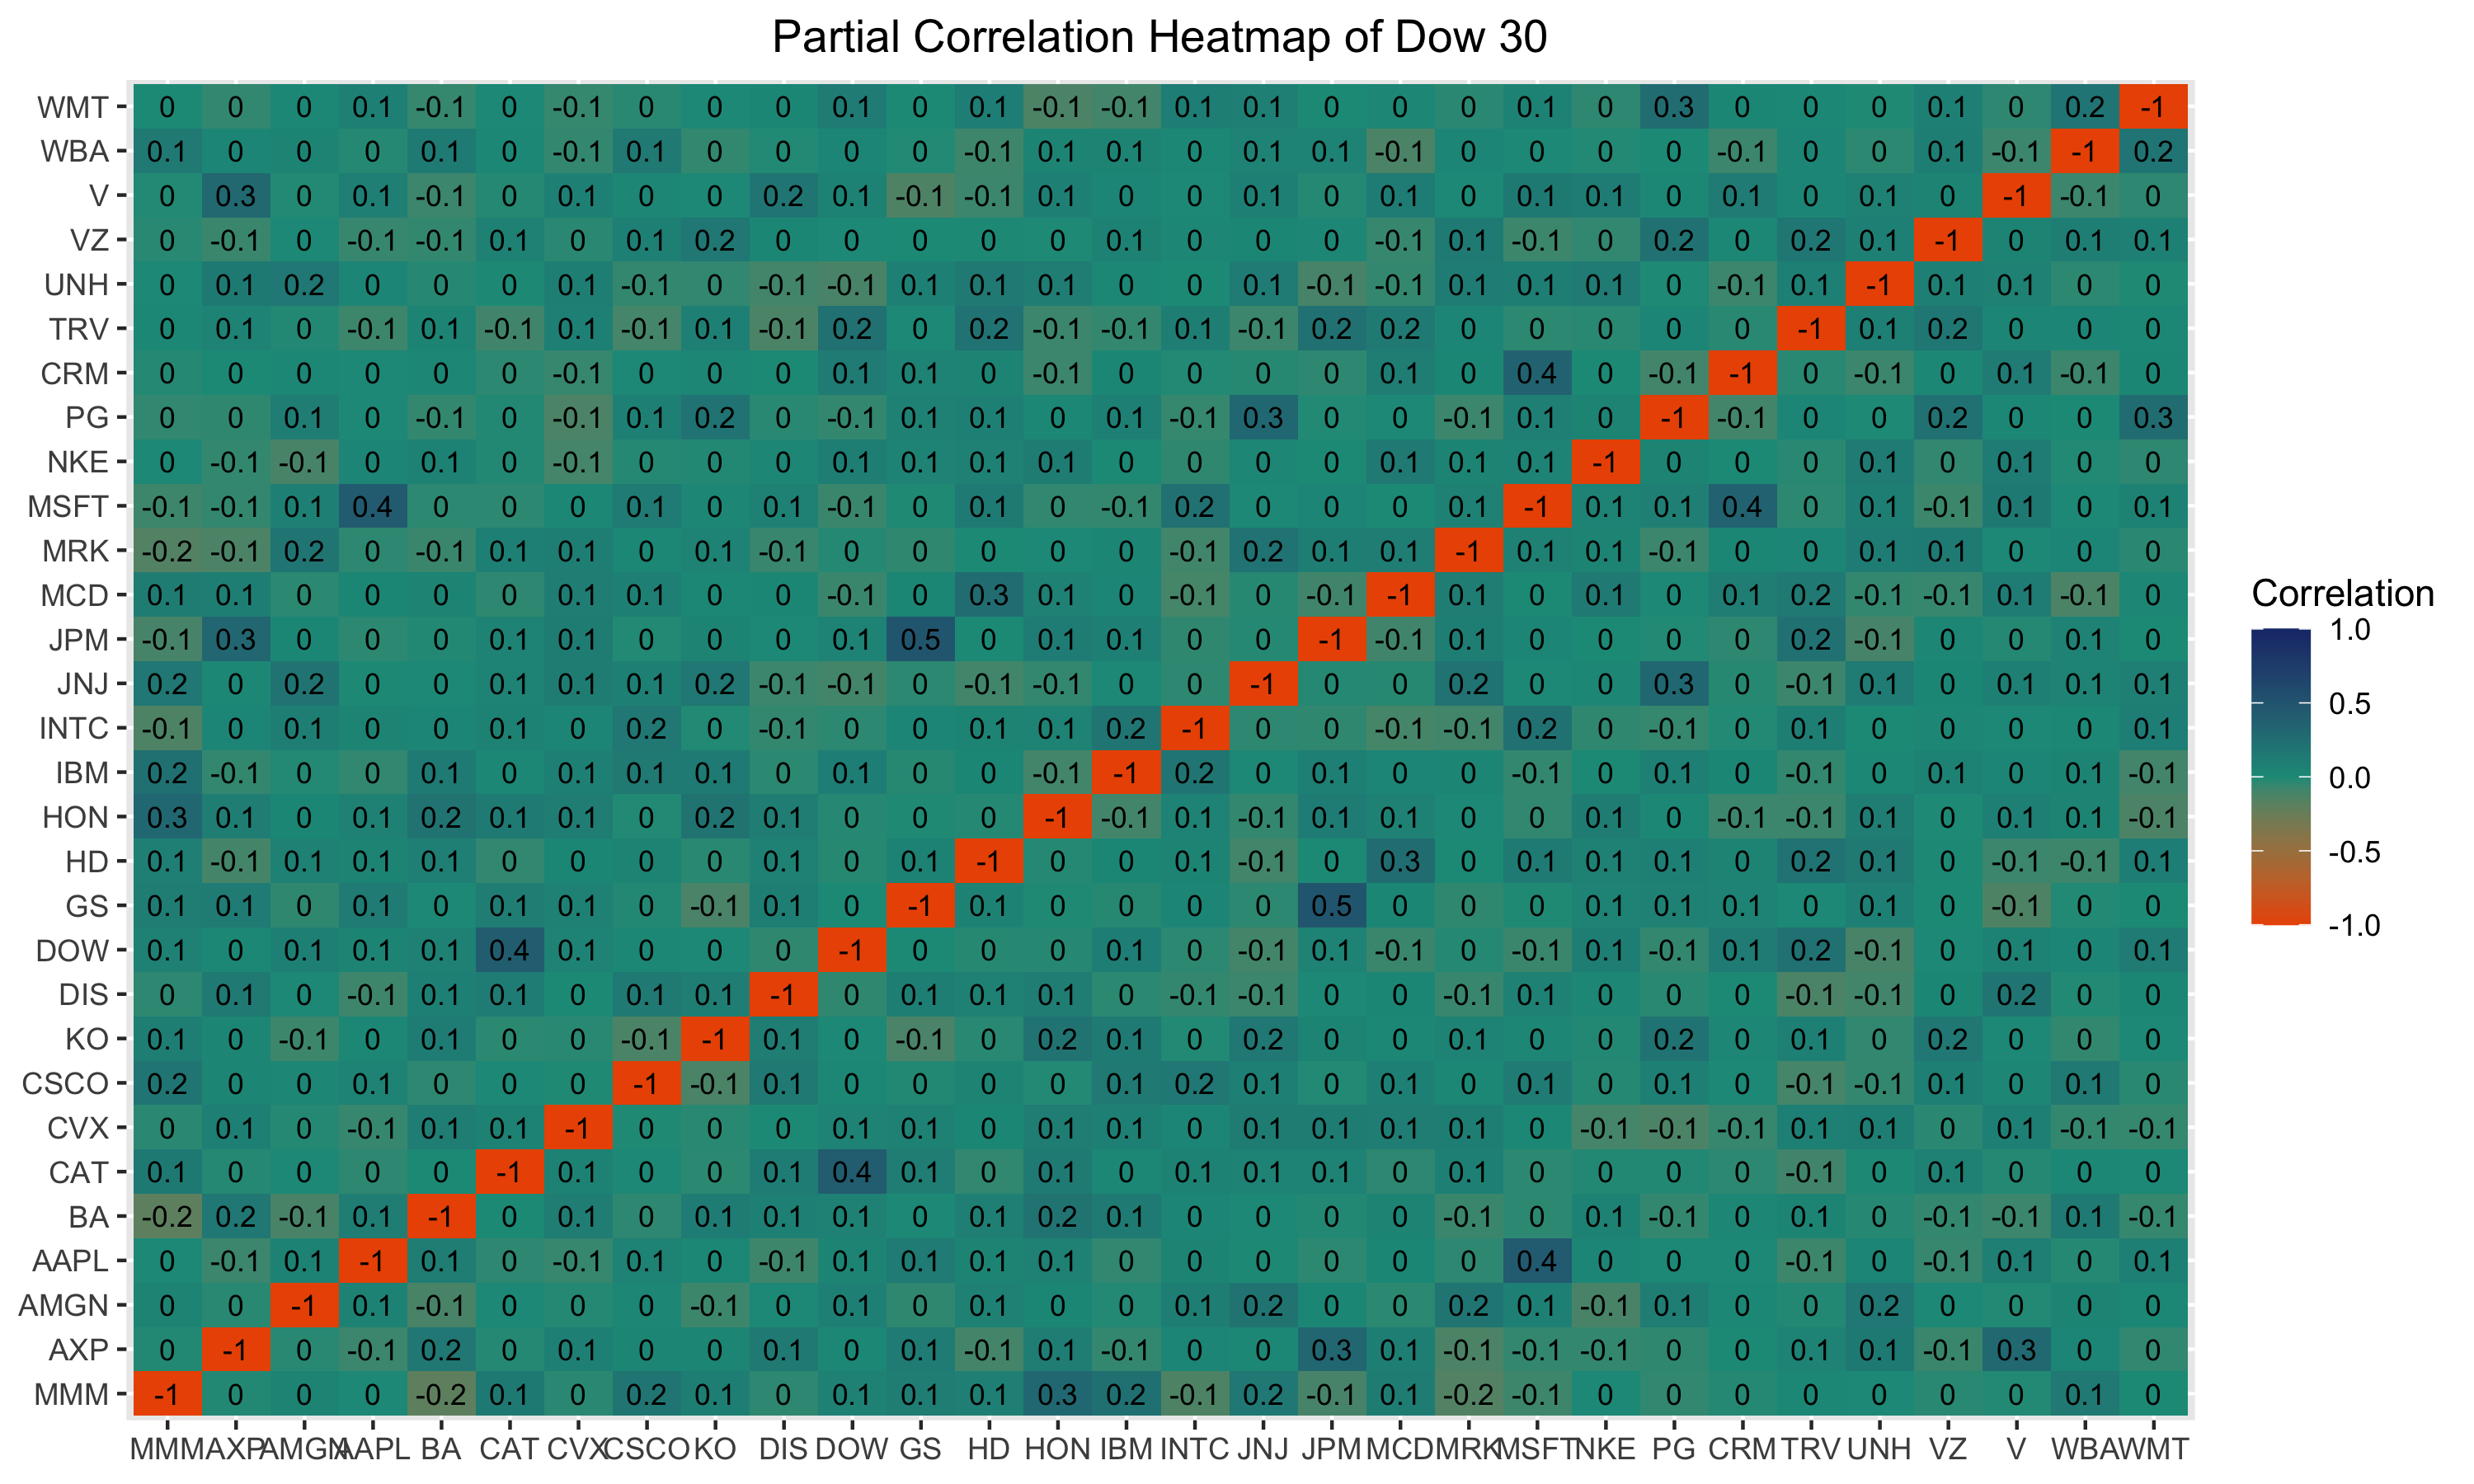 Partial Correlation Heatmap of Dow 30
WMT 0 0 0 0.1 -0.1 0 -0.1 0 0 0 0.1 0 0.1 -0.1 -0.1 0.1 0.1 0 0 0 0.1 0 0.3 0 0 0 0.1 0 0.2 -1
WBA 0.1 0 0 0 0.1 0 -0.1 0.1 0 0 0 0 -0.1 0.1 0.1 0 0.1 0.1 -0.1 0 0 0 0 -0.1 0 0 0.1 -0.1 -1 0.2
V 0 0.3 0 0.1 -0.1 0 0.1 0 0 0.2 0.1 -0.1 -0.1 0.1 0 0 0.1 0 0.1 0 0.1 0.1 0 0.1 0 0.1 0 -1 -0.1 0
VZ 0 -0.1 0 -0.1 -0.1 0.1 0 0.1 0.2 0 0 0 0 0 0.1 0 0 0 -0.1 0.1 -0.1 0 0.2 0 0.2 0.1 -1 0 0.1 0.1
UNH 0 0.1 0.2 0 0 0 0.1 -0.1 0 -0.1 -0.1 0.1 0.1 0.1 0 0 0.1 -0.1 -0.1 0.1 0.1 0.1 0 -0.1 0.1 -1 0.1 0.1 0 0
TRV 0 0.1 0 -0.1 0.1 -0.1 0.1 -0.1 0.1 -0.1 0.2 0 0.2 -0.1 -0.1 0.1 -0.1 0.2 0.2 0 0 0 0 0 -1 0.1 0.2 0 0 0
CRM 0 0 0 0 0 0 -0.1 0 0 0 0.1 0.1 0 -0.1 0 0 0 0 0.1 0 0.4 0 -0.1 -1 0 -0.1 0 0.1 -0.1 0
PG 0 0 0.1 0 -0.1 0 -0.1 0.1 0.2 0 -0.1 0.1 0.1 0 0.1 -0.1 0.3 0 0 -0.1 0.1 0 -1 -0.1 0 0 0.2 0 0 0.3
NKE 0 -0.1 -0.1 0 0.1 0 -0.1 0 0 0 0.1 0.1 0.1 0.1 0 0 0 0 0.1 0.1 0.1 -1 0 0 0 0.1 0 0.1 0 0
MSFT -0.1 -0.1 0.1 0.4 0 0 0 0.1 0 0.1 -0.1 0 0.1 0 -0.1 0.2 0 0 0 0.1 -1 0.1 0.1 0.4 0 0.1 -0.1 0.1 0 0.1
MRK -0.2 -0.1 0.2 0 -0.1 0.1 0.1 0 0.1 -0.1 0 0 0 0 0 -0.1 0.2 0.1 0.1 -1 0.1 0.1 -0.1 0 0 0.1 0.1 0 0 0
MCD 0.1 0.1 0 0 0 0 0.1 0.1 0 0 -0.1 0 0.3 0.1 0 -0.1 0 -0.1 -1 0.1 0 0.1 0 0.1 0.2 -0.1 -0.1 0.1 -0.1 0
JPM -0.1 0.3 0 0 0 0.1 0.1 0 0 0 0.1 0.5 0 0.1 0.1 0 0 -1 -0.1 0.1 0 0 0 0 0.2 -0.1 0 0 0.1 0
JNJ 0.2 0 0.2 0 0 0.1 0.1 0.1 0.2 -0.1 -0.1 0 -0.1 -0.1 0 0 -1 0 0 0.2 0 0 0.3 0 -0.1 0.1 0 0.1 0.1 0.1
INTC -0.1 0 0.1 0 0 0.1 0 0.2 0 -0.1 0 0 0.1 0.1 0.2 -1 0 0 -0.1 -0.1 0.2 0 -0.1 0 0.1 0 0 0 0 0.1
IBM 0.2 -0.1 0 0 0.1 0 0.1 0.1 0.1 0 0.1 0 0 -0.1 -1 0.2 0 0.1 0 0 -0.1 0 0.1 0 -0.1 0 0.1 0 0.1 -0.1
HON 0.3 0.1 0 0.1 0.2 0.1 0.1 0 0.2 0.1 0 0 0 -1 -0.1 0.1 -0.1 0.1 0.1 0 0 0.1 0 -0.1 -0.1 0.1 0 0.1 0.1 -0.1
HD 0.1 -0.1 0.1 0.1 0.1 0 0 0 0 0.1 0 0.1 -1 0 0 0.1 -0.1 0 0.3 0 0.1 0.1 0.1 0 0.2 0.1 0 -0.1 -0.1 0.1
GS 0.1 0.1 0 0.1 0 0.1 0.1 0 -0.1 0.1 0 -1 0.1 0 0 0 0 0.5 0 0 0 0.1 0.1 0.1 0 0.1 0 -0.1 0 0
DOW 0.1 0 0.1 0.1 0.1 0.4 0.1 0 0 0 -1 0 0 0 0.1 0 -0.1 0.1 -0.1 0 -0.1 0.1 -0.1 0.1 0.2 -0.1 0 0.1 0 0.1
DIS 0 0.1 0 -0.1 0.1 0.1 0 0.1 0.1 -1 0 0.1 0.1 0.1 0 -0.1 -0.1 0 0 -0.1 0.1 0 0 0 -0.1 -0.1 0 0.2 0 0
KO 0.1 0 -0.1 0 0.1 0 0 -0.1 -1 0.1 0 -0.1 0 0.2 0.1 0 0.2 0 0 0.1 0 0 0.2 0 0.1 0 0.2 0 0 0
CSCO 0.2 0 0 0.1 0 0 0 -1 -0.1 0.1 0 0 0 0 0.1 0.2 0.1 0 0.1 0 0.1 0 0.1 0 -0.1 -0.1 0.1 0 0.1 0
CVX 0 0.1 0 -0.1 0.1 0.1 -1 0 0 0 0.1 0.1 0 0.1 0.1 0 0.1 0.1 0.1 0.1 0 -0.1 -0.1 -0.1 0.1 0.1 0 0.1 -0.1 -0.1
CAT 0.1 0 0 0 0 -1 0.1 0 0 0.1 0.4 0.1 0 0.1 0 0.1 0.1 0.1 0 0.1 0 0 0 0 -0.1 0 0.1 0 0 0
BA -0.2 0.2 -0.1 0.1 -1 0 0.1 0 0.1 0.1 0.1 0 0.1 0.2 0.1 0 0 0 0 -0.1 0 0.1 -0.1 0 0.1 0 -0.1 -0.1 0.1 -0.1
AAPL 0 -0.1 0.1 -1 0.1 0 -0.1 0.1 0 -0.1 0.1 0.1 0.1 0.1 0 0 0 0 0 0 0.4 0 0 0 -0.1 0 -0.1 0.1 0 0.1
AMGN 0 0 -1 0.1 -0.1 0 0 0 -0.1 0 0.1 0 0.1 0 0 0.1 0.2 0 0 0.2 0.1 -0.1 0.1 0 0 0.2 0 0 0 0
AXP 0 -1 0 -0.1 0.2 0 0.1 0 0 0.1 0 0.1 -0.1 0.1 -0.1 0 0 0.3 0.1 -0.1 -0.1 -0.1 0 0 0.1 0.1 -0.1 0.3 0 0
MMM -1 0 0 0 -0.2 0.1 0 0.2 0.1 0 0.1 0.1 0.1 0.3 0.2 -0.1 0.2 -0.1 0.1 -0.2 -0.1 0 0 0 0 0 0 0 0.1 0
MMM AXP AMGN AAPL BA CAT CVX CSCO KO DIS DOW GS HD HON IBM INTC JNJ JPM MCD MRK MSFT NKE PG CRM TRV UNH VZ V WBA WMT
Correlation
1.0
0.5
0.0
-0.5
-1.0